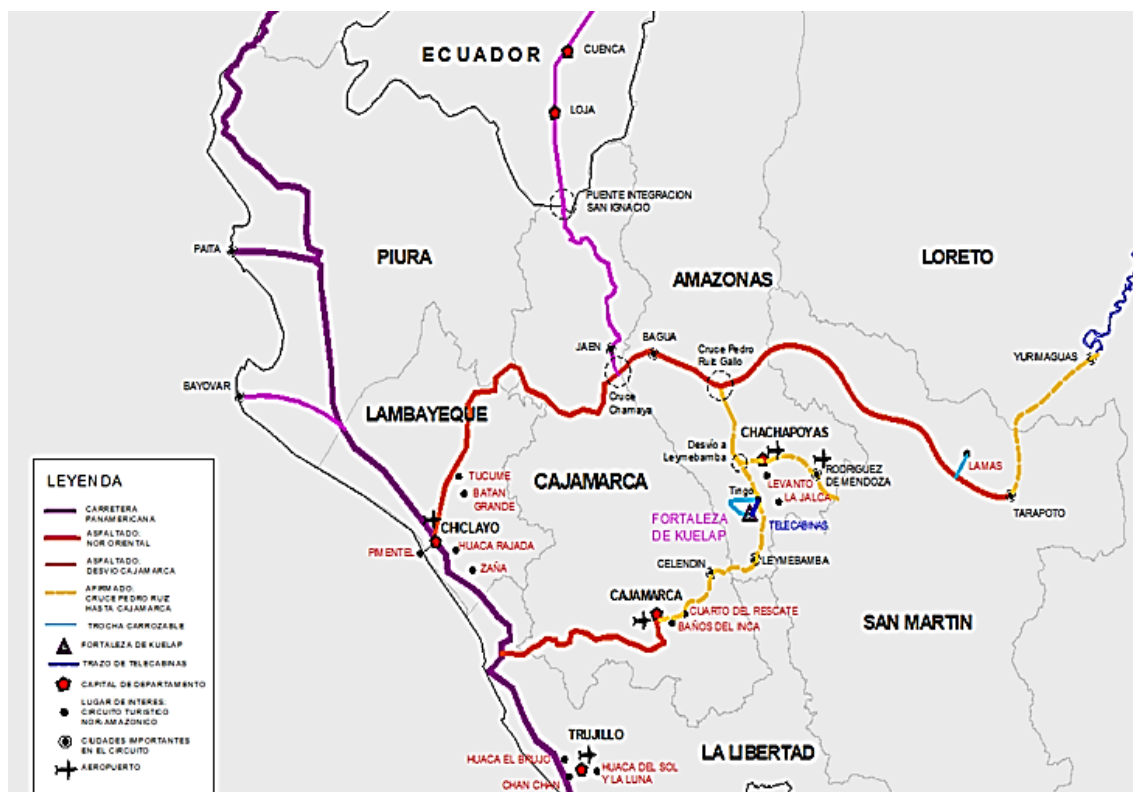 ECUADOR
CUENCA
LOJA
PUENTE INTEGRACION
SAN IGNACIO
PAITA
PIURA
AMAZONAS
LORETO
JAEN
BAGUA
Cruce Pedro
Ruiz Gallo
YURIMAGUAS
BAYOVAR
Cruce
Chamaya
LAMBAYEQUE
CHACHAPOYAS
Desvio a
Leymebamba
LAMAS
RODRIGUEZ
DE MENDOZA
TUCUME
BATAN
GRANDE
CAJAMARCA
LEVANTO
LA JALCA
Tingo
TARAPOTO
FORTALEZA
DE KUELAP
TELECABINAS
CHICLAYO
PIMENTEL
HUACA RAJADA
ZAÑA
CELENDIN
LEYMEBAMBA
CAJAMARCA
CUARTO DEL RESCATE
BAÑOS DEL INCA
SAN MARTIN
TRUJILLO
LA LIBERTAD
HUACA EL BRUJO
HUACA DEL SOL
Y LA LUNA
CHAN CHAN
LEYENDA
CARRETERA
PANAMERICANA
ASFALTADO:
NOR ORIENTAL
ASFALTADO:
DESVIO CAJAMARCA
AFIRMADO:
CRUCE PEDRO RUIZ
HASTA CAJAMARCA
TROCHA CARROZABLE
FORTALEZA DE KUELAP
TRAZO DE TELECABINAS
CAPITAL DE DEPARTAMENTO
LUGAR DE INTERES:
CIRCUITO TURISTICO
NOR-AMAZONICO
CIUDADES IMPORTANTES
EN EL CIRCUITO
AEROPUERTO